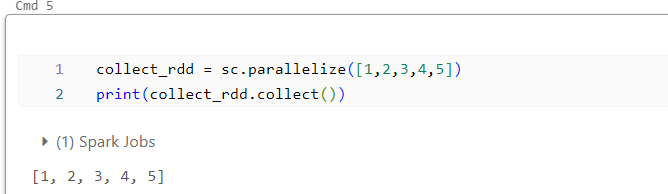 Cmd 5
1 collect_rdd = sc.parallelize([1,2,3,4,5])
2 print(collect_rdd.collect())
(1) Spark Jobs
[1, 2, 3, 4, 5]